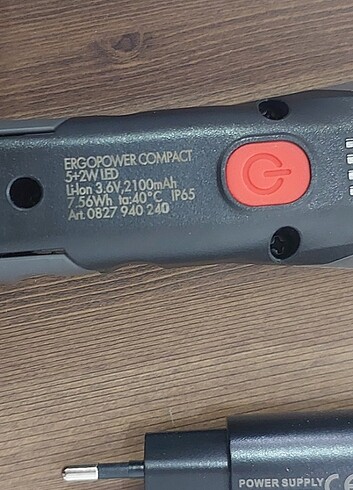 ERGOPOWER COMPACT
5+2W LED
Li-Ion 3.6V,2100mAh
7.56Wh ta:40°C IP65
Art. 0827 940 240
POWER SUPPLY CE